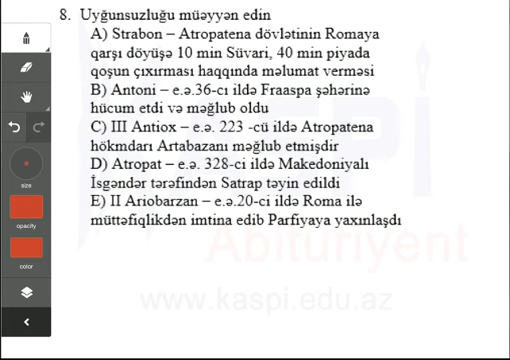 8. Uyğunsuzluğu müəyyən edin
A) Strabon – Atropatena dövlətinin Romaya
qarşı döyüşə 10 min Süvari, 40 min piyada
qoşun çıxırması haqqında məlumat verməsi
B) Antoni – e.ə.36-cı ildə Fraaspa şəhərinə
hücum etdi və məğlub oldu
C) III Antiox – e.ə. 223 -cü ildə Atropatena
hökmdarı Artabazanı məğlub etmişdir
D) Atropat – e.ə. 328-ci ildə Makedoniyalı
İsgəndər tərəfindən Satrap təyin edildi
E) II Ariobarzan – e.ə.20-ci ildə Roma ilə
müttəfiqlikdən imtina edib Parfiyaya yaxınlaşdı
size
opacity
color
KASPI
Abituriyent
www.kaspi.edu.az